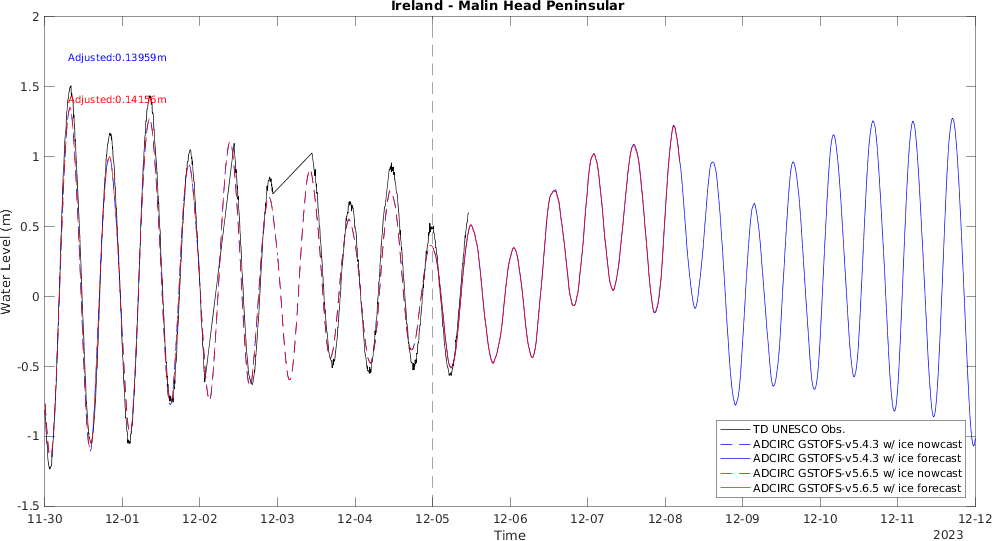 Ireland - Malin Head Peninsular
2
1.5
1
0.5
0
-0.5
-1
-1.5
Water Level (m)
Adjusted:0.13959m
Adjusted:0.14155m
TD UNESCO Obs.
ADCIRC GSTOFS-v5.4.3 w/ ice nowcast
ADCIRC GSTOFS-v5.4.3 w/ ice forecast
ADCIRC GSTOFS-v5.6.5 w/ ice nowcast
ADCIRC GSTOFS-v5.6.5 w/ ice forecast
11-30 12-01 12-02 12-03 12-04 12-05 12-06 12-07 12-08 12-09 12-10 12-11 12-12
Time
2023